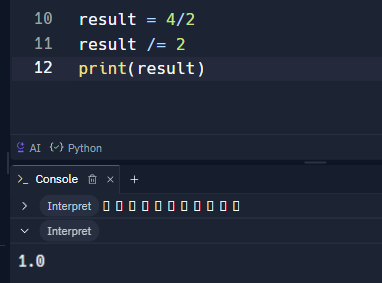 10 result = 4/2
11 result /= 2
12 print(result)
AI Python
Console
Interpret
Interpret
1.0